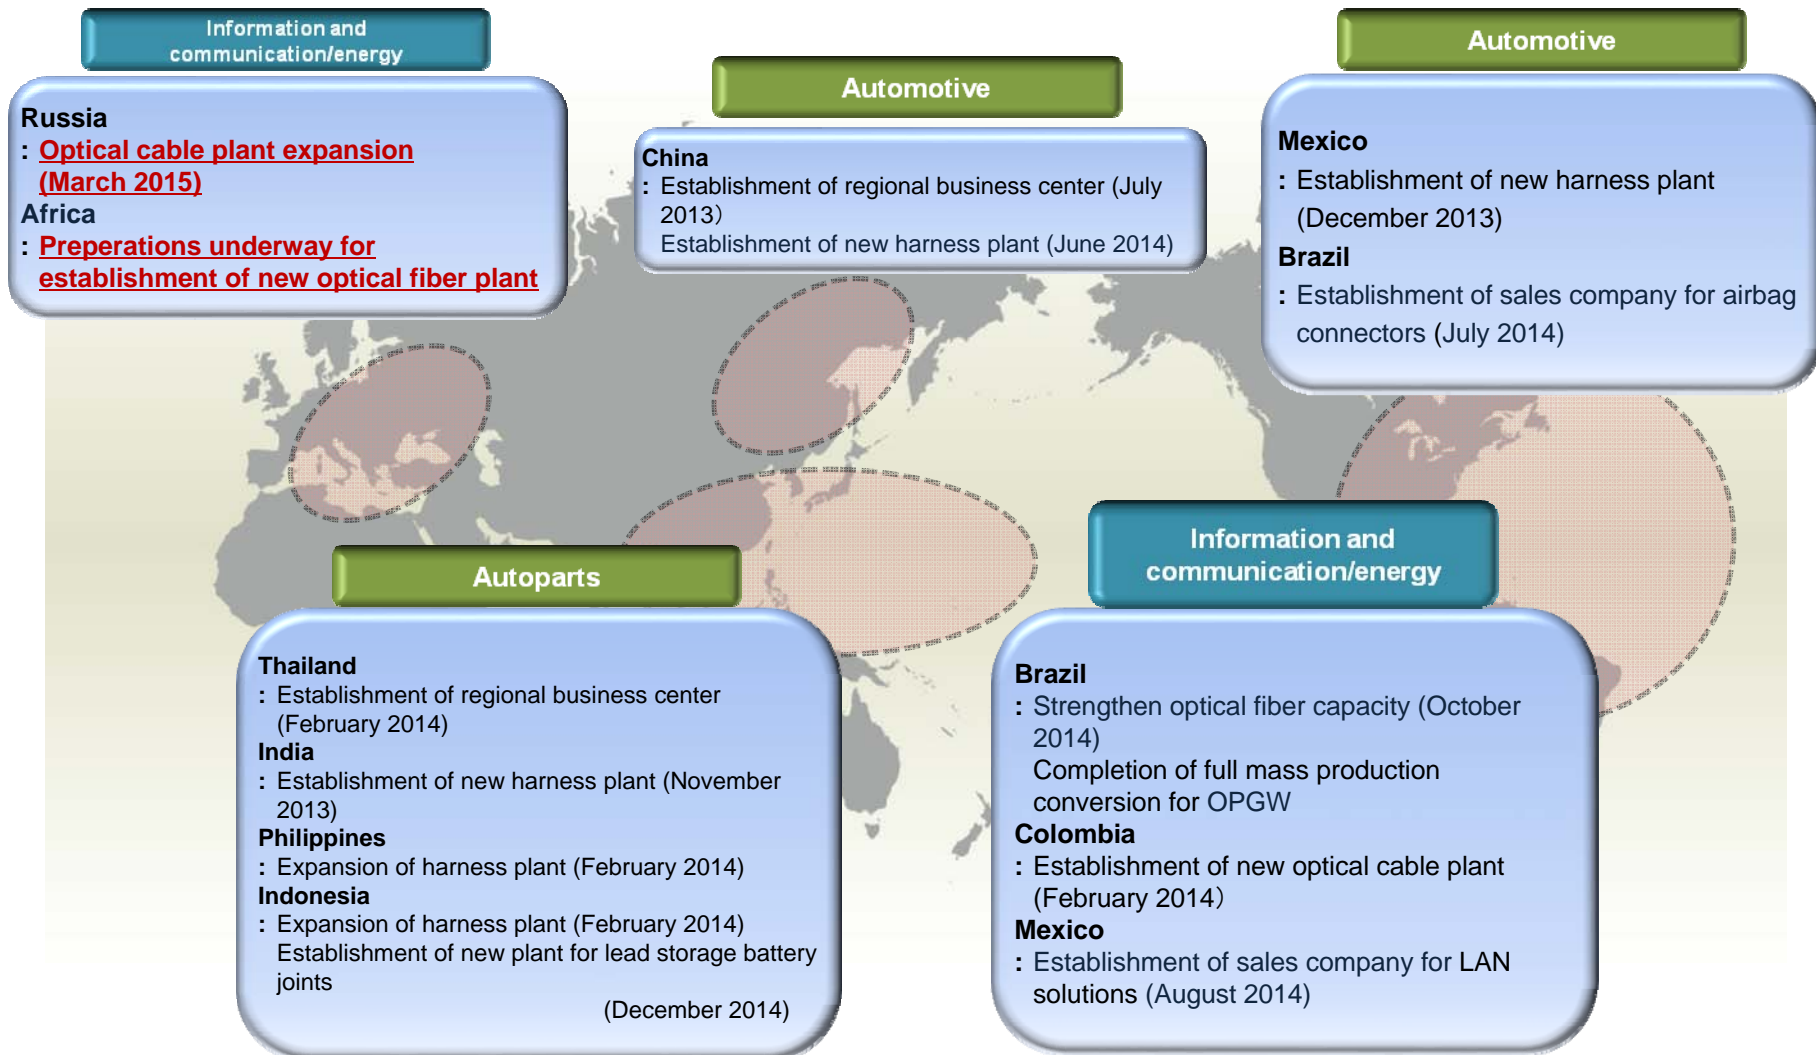 Information and
communication/energy
Russia
: Optical cable plant expansion
(March 2015)
Africa
: Preperations underway for
establishment of new optical fiber plant
Automotive
China
: Establishment of regional business center (July
2013）
Establishment of new harness plant (June 2014)
Automotive
Mexico
: Establishment of new harness plant
(December 2013)
Brazil
: Establishment of sales company for airbag
connectors (July 2014)
Autoparts
Thailand
: Establishment of regional business center
(February 2014)
India
: Establishment of new harness plant (November
2013)
Philippines
: Expansion of harness plant (February 2014)
Indonesia
: Expansion of harness plant (February 2014)
Establishment of new plant for lead storage battery
joints
(December 2014)
Information and
communication/energy
Brazil
: Strengthen optical fiber capacity (October
2014)
Completion of full mass production
conversion for OPGW
Colombia
: Establishment of new optical cable plant
(February 2014）
Mexico
: Establishment of sales company for LAN
solutions (August 2014)